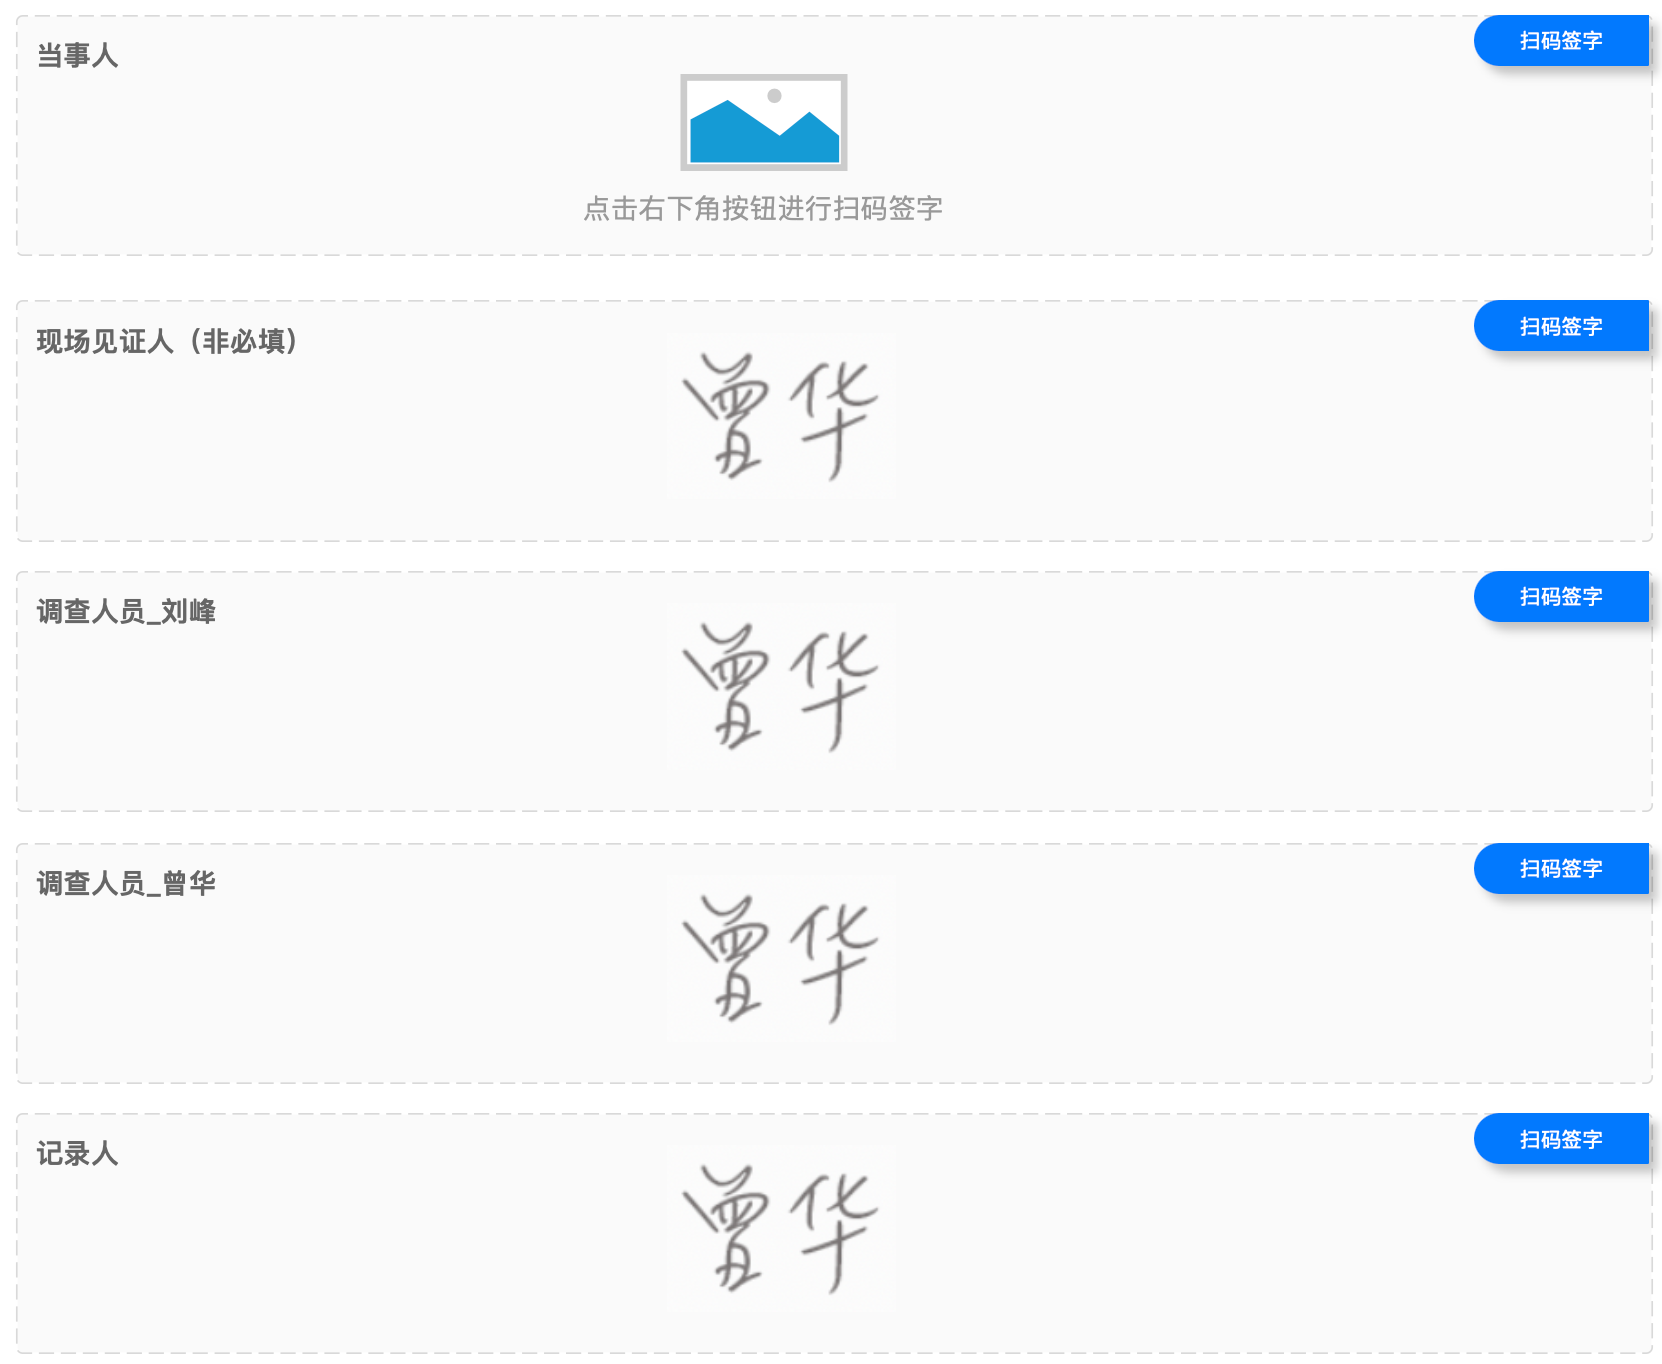 当事人
扫码签字
点击右下角按钮进行扫码签字
现场见证人（非必填）
扫码签字
曾华
调查人员_刘峰
扫码签字
曾华
调查人员_曾华
扫码签字
曾华
记录人
扫码签字
曾华